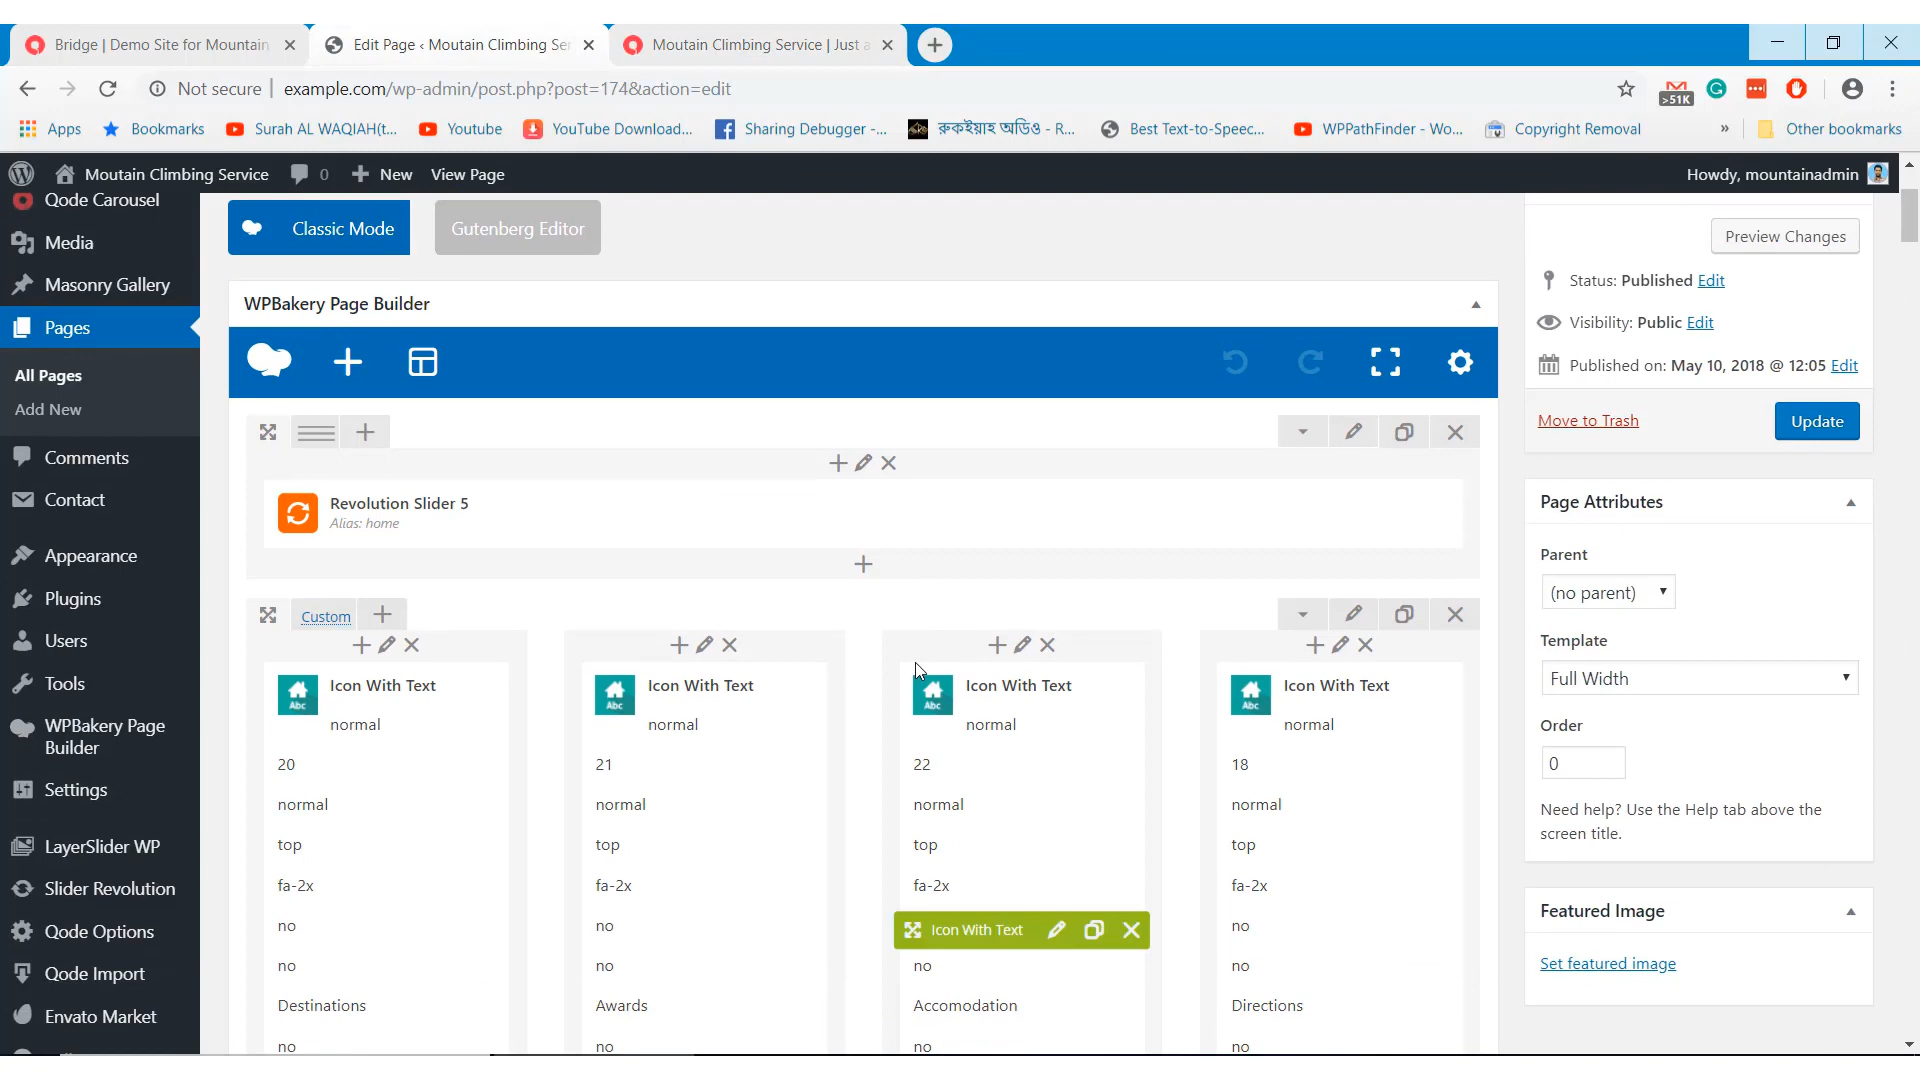 Bridge | Demo Site for Mountain
Edit Page ‹ Moutain Climbing Se
Moutain Climbing Service | Just a
Not secure | example.com/wp-admin/post.php?post=174&action=edit
>51K
Apps
Bookmarks
Surah AL WAQIAH(t...
Youtube
YouTube Download...
Sharing Debugger -...
রুকইয়াহ অডিও - R...
Best Text-to-Speec...
WPPathFinder - Wo...
Copyright Removal
»
Other bookmarks
Moutain Climbing Service
0
New
View Page
Howdy, mountainadmin
Qode Carousel
Media
Masonry Gallery
Pages
All Pages
Add New
Comments
Contact
Appearance
Plugins
Users
Tools
WPBakery Page
Builder
Settings
LayerSlider WP
Slider Revolution
Qode Options
Qode Import
Envato Market
Classic Mode
Gutenberg Editor
WPBakery Page Builder
Revolution Slider 5
Alias: home
Custom
Abc
Icon With Text
normal
20
normal
top
fa-2x
no
no
Destinations
no
Abc
Icon With Text
normal
21
normal
top
fa-2x
no
no
Awards
no
Abc
Icon With Text
normal
22
normal
top
fa-2x
Icon With Text
no
Accomodation
no
Abc
Icon With Text
normal
18
normal
top
fa-2x
no
no
Directions
no
Preview Changes
Status: Published Edit
Visibility: Public Edit
Published on: May 10, 2018 @ 12:05 Edit
Move to Trash
Update
Page Attributes
Parent
(no parent)
Template
Full Width
Order
0
Need help? Use the Help tab above the
screen title.
Featured Image
Set featured image